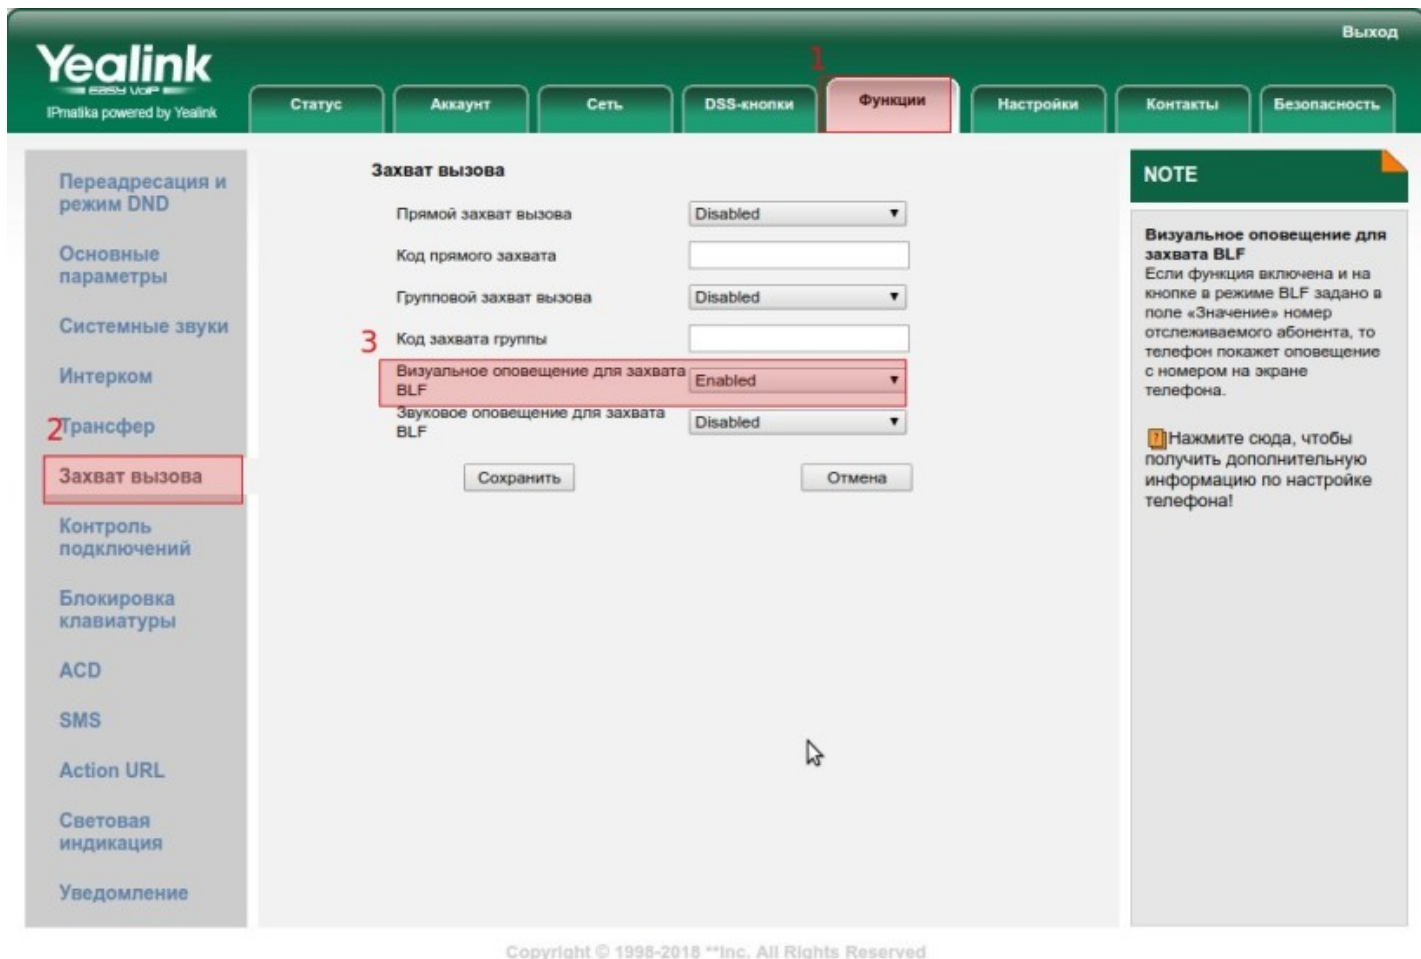 Выход
Yealink
EASY VoIP
IPmatika powered by Yealink
1
Статус
Аккаунт
Сеть
DSS-кнопки
Функции
Настройки
Контакты
Безопасность
Переадресация и
режим DND
Основные
параметры
Системные звуки
Интерком
2
Трансфер
Захват вызова
Контроль
подключений
Блокировка
клавиатуры
ACD
SMS
Action URL
Световая
индикация
Уведомление
Захват вызова
Прямой захват вызова
Disabled
Код прямого захвата
Групповой захват вызова
Disabled
3
Код захвата группы
Визуальное оповещение для захвата
BLF
Enabled
Звуковое оповещение для захвата
BLF
Disabled
Сохранить
Отмена
NOTE
Визуальное оповещение для
захвата BLF
Если функция включена и на
кнопке в режиме BLF задано в
поле «Значение» номер
отслеживаемого абонента, то
телефон покажет оповещение
с номером на экране
телефона.
Нажмите сюда, чтобы
получить дополнительную
информацию по настройке
телефона!
Copyright © 1998-2018 **Inc. All Rights Reserved